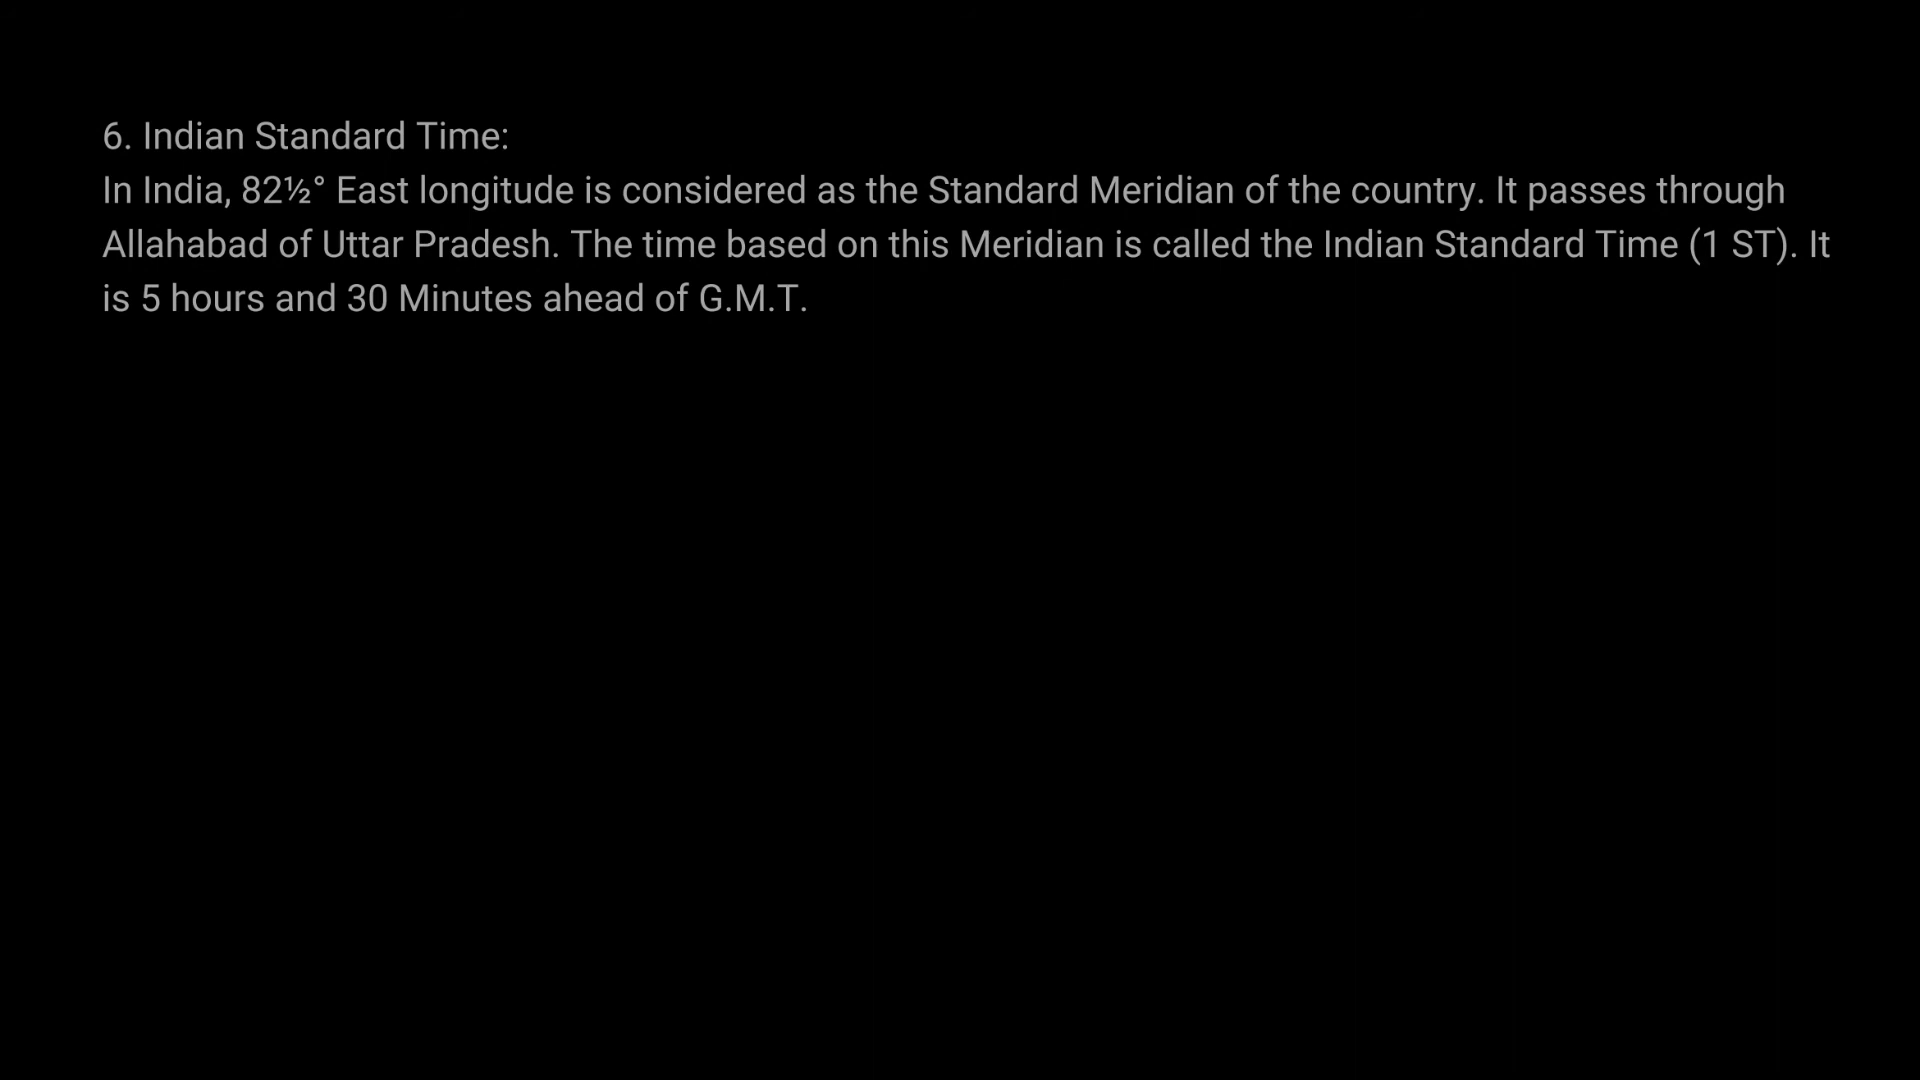 6. Indian Standard Time:
In India, 82½° East longitude is considered as the Standard Meridian of the country. It passes through
Allahabad of Uttar Pradesh. The time based on this Meridian is called the Indian Standard Time (1 ST). It
is 5 hours and 30 Minutes ahead of G.M.T.